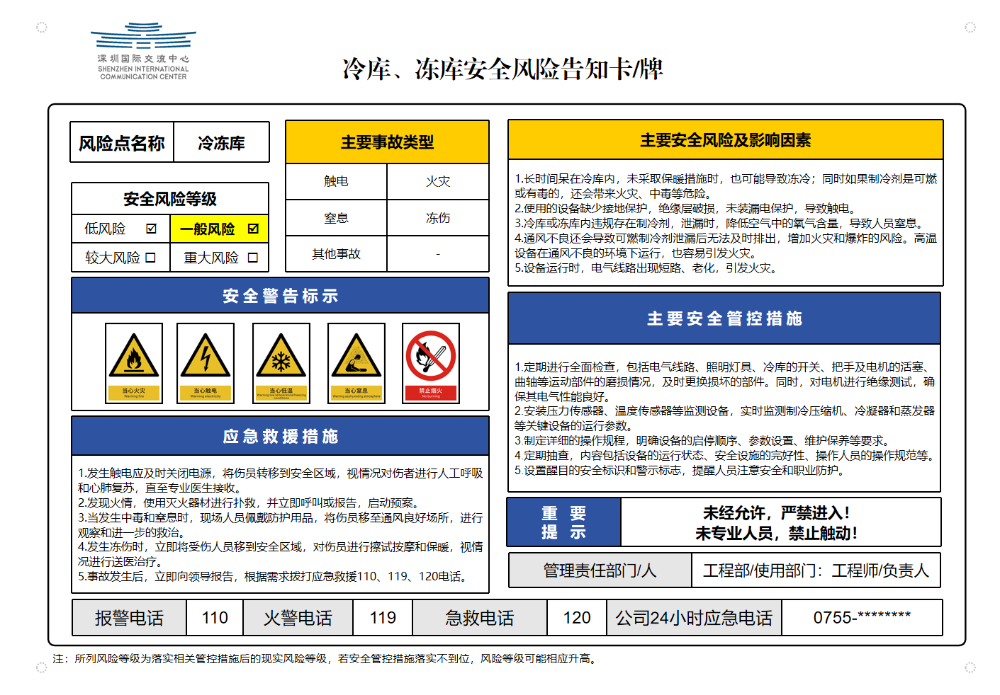 深圳国际交流中心
SHENZHEN INTERNATIONAL
COMMUNICATION CENTER
冷库、冻库安全风险告知卡/牌
风险点名称 冷冻库
安全风险等级
低风险 ☑ 一般风险 ☑
较大风险 ☐ 重大风险 ☐
主要事故类型
触电 火灾
窒息 冻伤
其他事故 -
主要安全风险及影响因素
1.长时间呆在冷库内，未采取保暖措施时，也可能导致冻冷；同时如果制冷剂是可燃
或有毒的，还会带来火灾、中毒等危险。
2.使用的设备缺少接地保护，绝缘层破损，未装漏电保护，导致触电。
3.冷库或冻库内违规存在制冷剂，泄漏时，降低空气中的氧气含量，导致人员窒息。
4.通风不良还会导致可燃制冷剂泄漏后无法及时排出，增加火灾和爆炸的风险。高温
设备在通风不良的环境下运行，也容易引发火灾。
5.设备运行时，电气线路出现短路、老化，引发火灾。
安全警告标示
当心火灾
Warning fire
当心触电
Warning electricity
当心低温
Warning low temperature/freezing
conditions
当心窒息
Warning asphyxiating atmosphere
禁止烟火
No burning
主要安全管控措施
1.定期进行全面检查，包括电气线路、照明灯具、冷库的开关、把手及电机的活塞、
曲轴等运动部件的磨损情况，及时更换损坏的部件。同时，对电机进行绝缘测试，确
保其电气性能良好。
2.安装压力传感器、温度传感器等监测设备，实时监测制冷压缩机、冷凝器和蒸发器
等关键设备的运行参数。
3.制定详细的操作规程，明确设备的启停顺序、参数设置、维护保养等要求。
4.定期抽查，内容包括设备的运行状态、安全设施的完好性、操作人员的操作规范等。
5.设置醒目的安全标识和警示标志，提醒人员注意安全和职业防护。
应急救援措施
1.发生触电应及时关闭电源，将伤员转移到安全区域，视情况对伤者进行人工呼吸
和心肺复苏，直至专业医生接收。
2.发现火情，使用灭火器材进行扑救，并立即呼叫或报告，启动预案。
3.当发生中毒和窒息时，现场人员佩戴防护用品，将伤员移至通风良好场所，进行
观察和进一步的救治。
4.发生冻伤时，立即将受伤人员移到安全区域，对伤员进行擦试按摩和保暖，视情
况进行送医治疗。
5.事故发生后，立即向领导报告，根据需求拨打应急救援110、119、120电话。
重 要
提 示
未经允许，严禁进入！
未专业人员，禁止触动！
管理责任部门/人 工程部/使用部门：工程师/负责人
报警电话 110 火警电话 119 急救电话 120 公司24小时应急电话 0755-********
注：所列风险等级为落实相关管控措施后的现实风险等级，若安全管控措施落实不到位，风险等级可能相应升高。